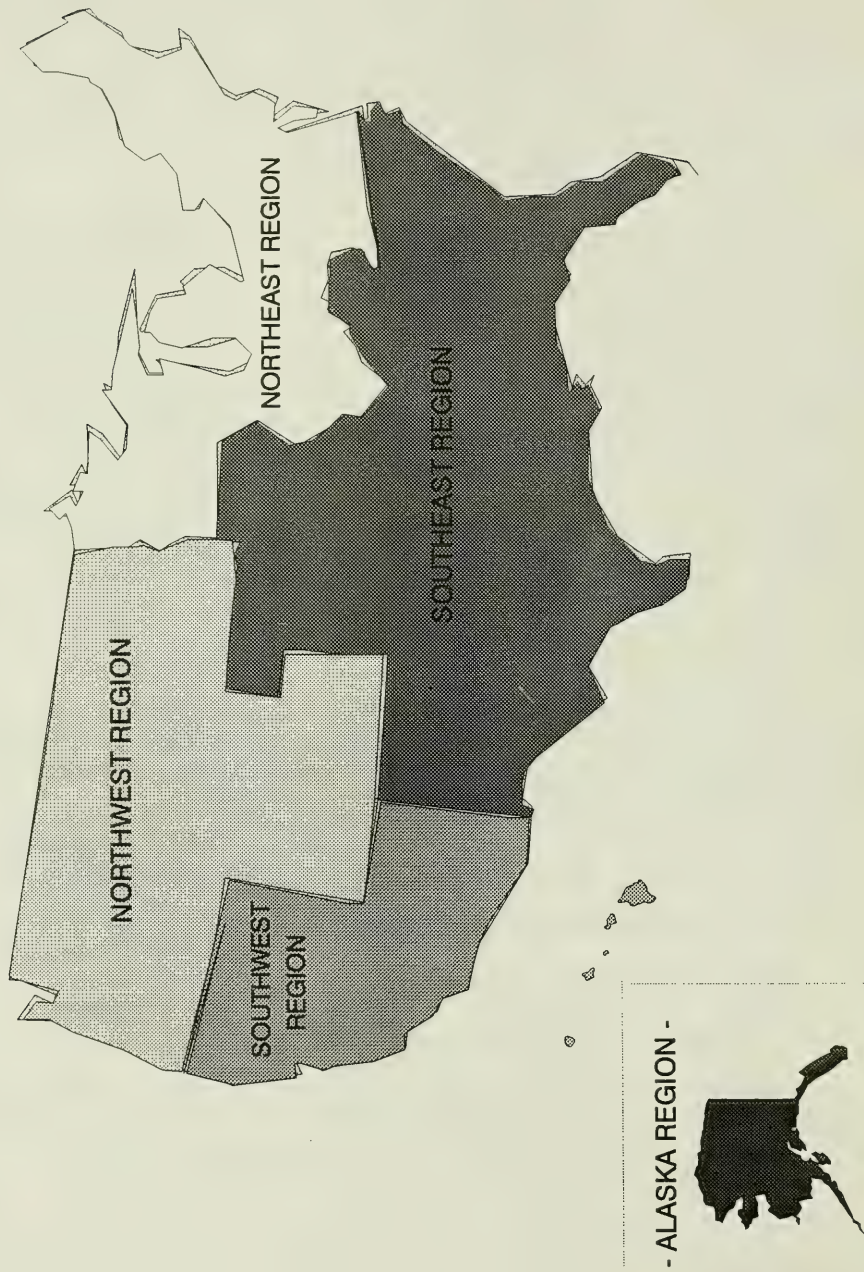 NORTHWEST REGION
SOUTHWEST
REGION
NORTHEAST REGION
SOUTHEAST REGION
- ALASKA REGION -